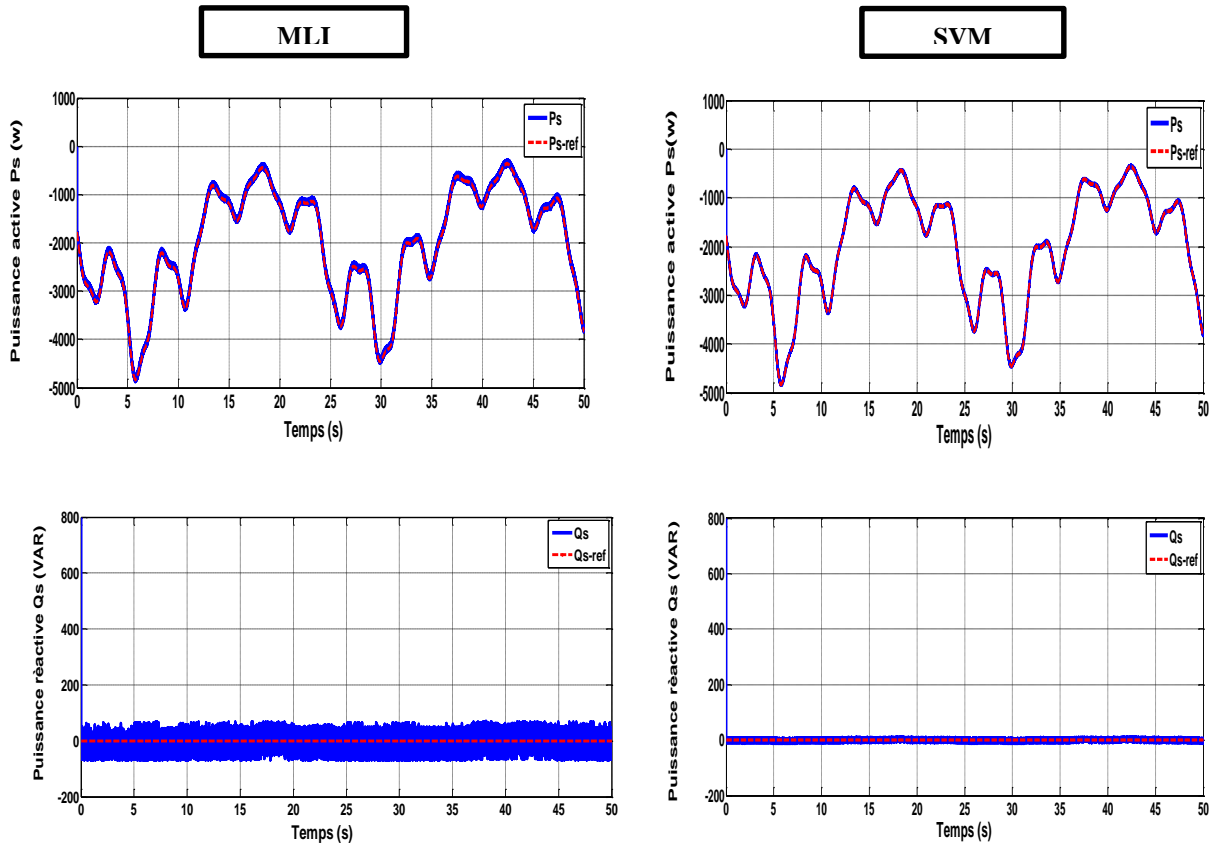 MLI
SVM
Puissance active Ps (w)
1000
0
-1000
-2000
-3000
-4000
-5000
Ps
Ps-ref
0 5 10 15 20 25 30 35 40 45 50
Temps (s)
Puissance active Ps(w)
1000
0
-1000
-2000
-3000
-4000
-5000
Ps
Ps-ref
0 5 10 15 20 25 30 35 40 45 50
Temps (s)
Puissance rèactive Qs (VAR)
800
600
400
200
0
-200
Qs
Qs-ref
0 5 10 15 20 25 30 35 40 45 50
Temps (s)
Puissance rèactive Qs (VAR)
800
600
400
200
0
-200
Qs
Qs-ref
0 5 10 15 20 25 30 35 40 45 50
Temps (s)